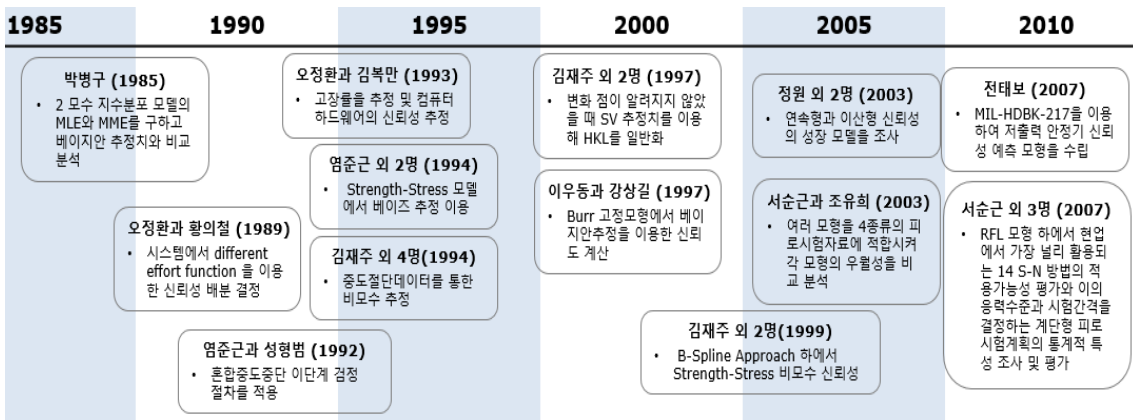 1985 1990 1995 2000 2005 2010
박병구 (1985)
• 2 모수 지수분포 모델의
MLE와 MME를 구하고
베이지안 추정치와 비교
분석
오정환과 황의철 (1989)
• 시스템에서 different
effort function 을 이용
한 신뢰성 배분 결정
염준근과 성형범 (1992)
• 혼합중도중단 이단계 검정
절차를 적용
오정환과 김복만 (1993)
• 고장률을 추정 및 컴퓨터
하드웨어의 신뢰성 추정
염준근 외 2명 (1994)
• Strength-Stress 모델
에서 베이즈 추정 이용
김재주 외 4명 (1994)
• 중도절단데이터를 통한
비모수 추정
김재주 외 2명 (1997)
• 변화 점이 알려지지 않았
을 때 SV 추정치를 이용
해 HKL를 일반화
이우동과 강상길 (1997)
• Burr 고정모형에서 베이
지안추정을 이용한 신뢰
도 계산
김재주 외 2명(1999)
• B-Spline Approach 하에서
Strength-Stress 비모수 신뢰성
정원 외 2명 (2003)
• 연속형과 이산형 신뢰성
의 성장 모델을 조사
서순근과 조유희 (2003)
• 여러 모형을 4종류의 피
로시험자료에 적합시켜
각 모형의 우월성을 비
교 분석
전태보 (2007)
• MIL-HDBK-217을 이용
하여 저출력 안정기 신뢰
성 예측 모형을 수립
서순근 외 3명 (2007)
• RFL 모형 하에서 현업
에서 가장 널리 활용되
는 14 S-N 방법의 적
용가능성 평가와 이의
응력수준과 시험간격을
결정하는 계단형 피로
시험계획의 통계적 특
성 조사 및 평가